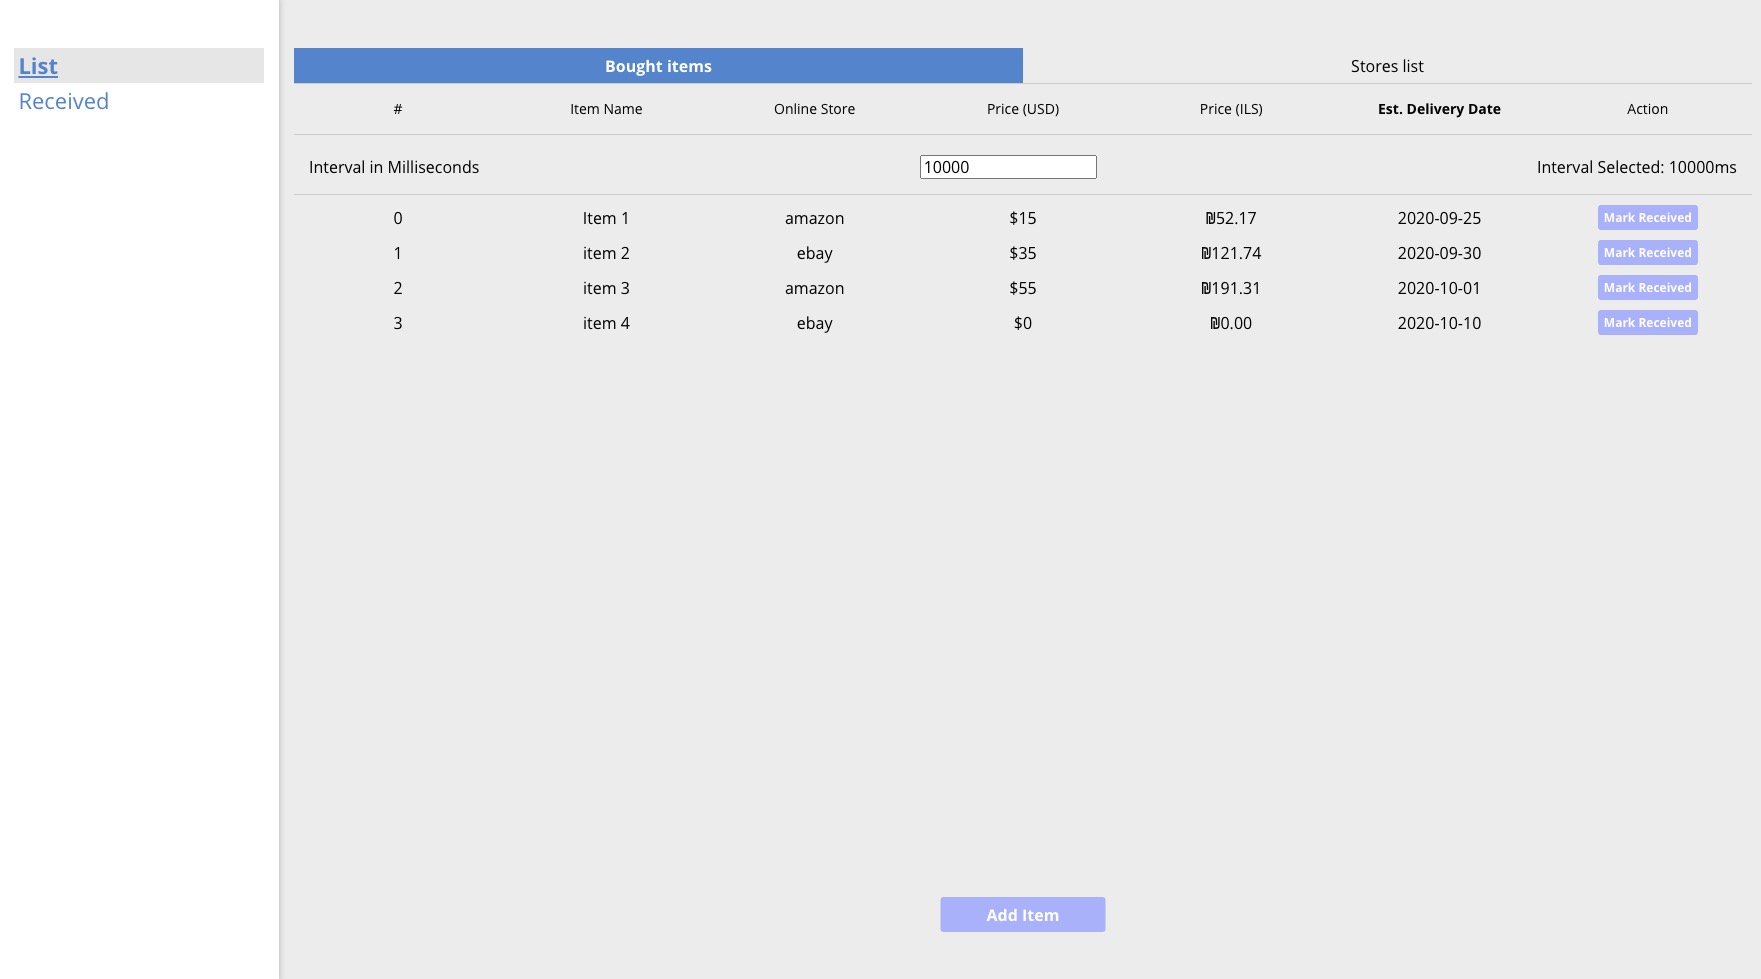 List
Received
Bought items Stores list
# Item Name Online Store Price (USD) Price (ILS) Est. Delivery Date Action
Interval in Milliseconds 10000 Interval Selected: 10000ms
0 Item 1 amazon $15 ₪52.17 2020-09-25 Mark Received
1 item 2 ebay $35 ₪121.74 2020-09-30 Mark Received
2 item 3 amazon $55 ₪191.31 2020-10-01 Mark Received
3 item 4 ebay $0 ₪0.00 2020-10-10 Mark Received
Add Item